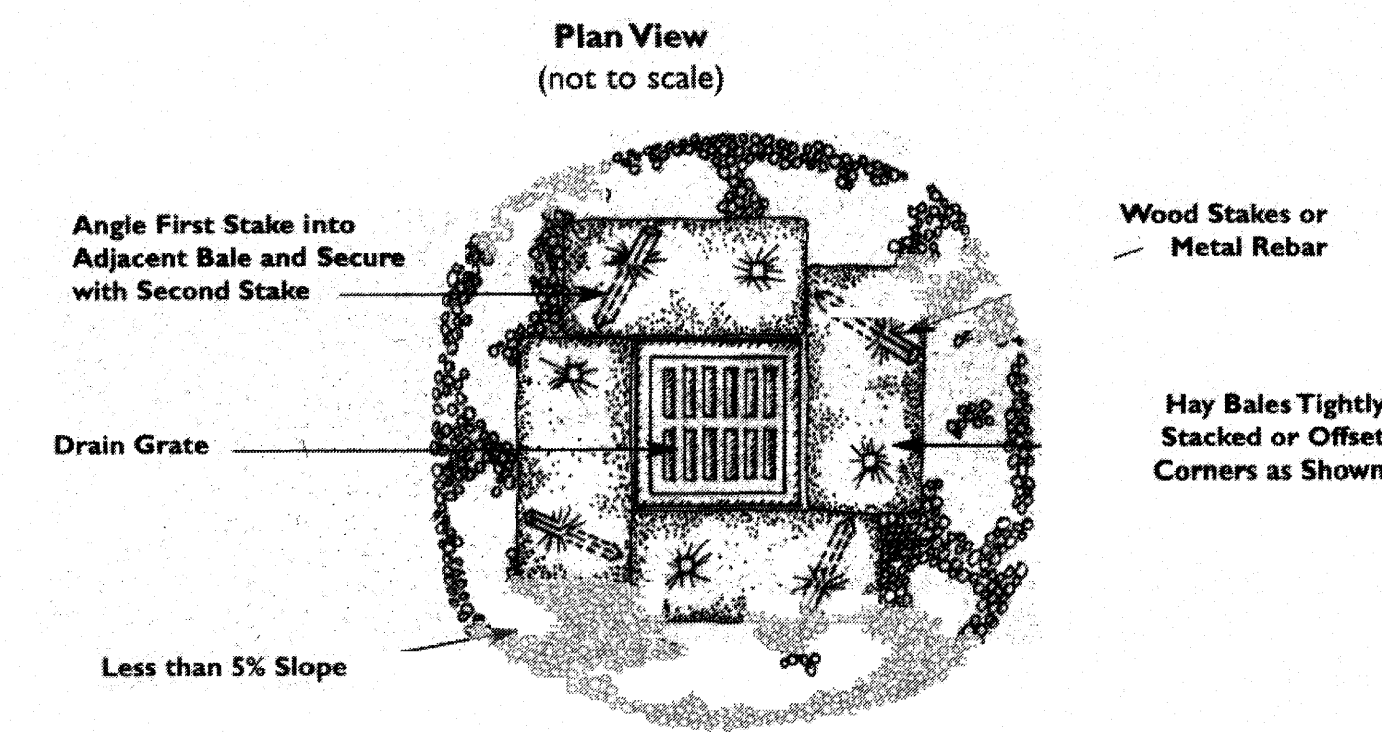 Plan View
(not to scale)
Angle First Stake into
Adjacent Bale and Secure
with Second Stake
Wood Stakes or
Metal Rebar
Drain Grate
Hay Bales Tightly
Stacked or Offset
Corners as Shown
Less than 5% Slope